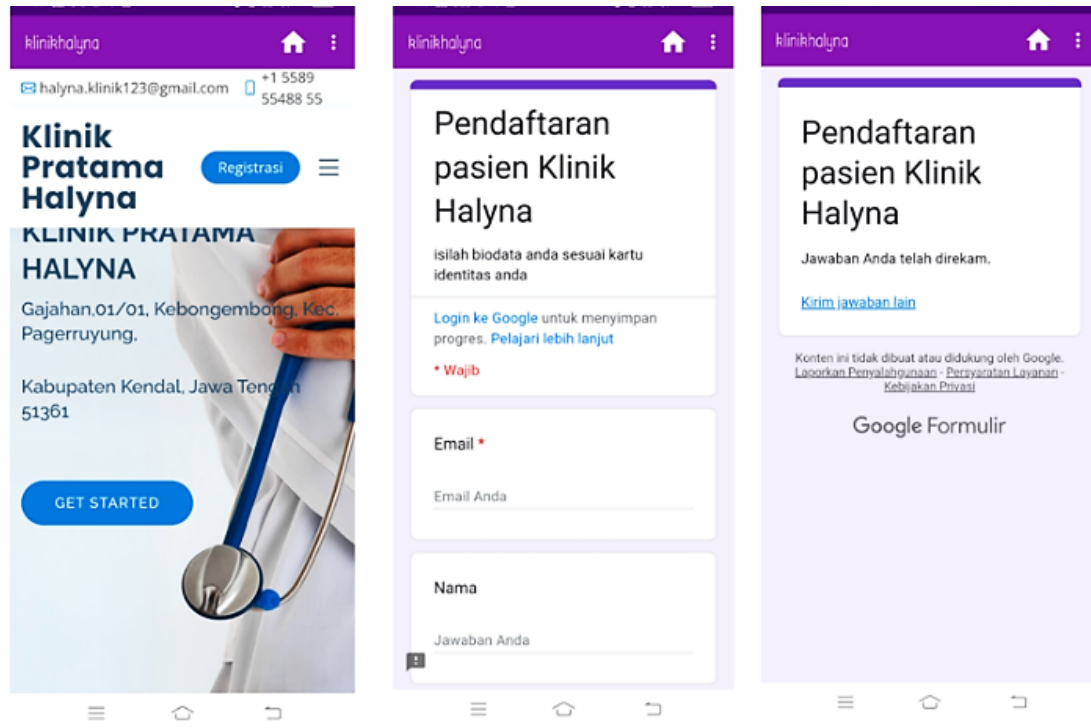 klinikhalyna
halyna.klinik123@gmail.com
+1 5589
55488 55
Klinik
Pratama
Halyna
Registrasi
KLINIK PRATAMA
HALYNA
Gajahan,01/01, Kebongembong, Kec.
Pagerruyung,
Kabupaten Kendal, Jawa Tengah
51361
GET STARTED
klinikhalyna
Pendaftaran
pasien Klinik
Halyna
isilah biodata anda sesuai kartu
identitas anda
Login ke Google untuk menyimpan
progres. Pelajari lebih lanjut
* Wajib
Email *
Email Anda
Nama
Jawaban Anda
klinikhalyna
Pendaftaran
pasien Klinik
Halyna
Jawaban Anda telah direkam.
Kirim jawaban lain
Konten ini tidak dibuat atau didukung oleh Google.
Laporkan Penyalahgunaan - Persyaratan Layanan -
Kebijakan Privasi
Google Formulir